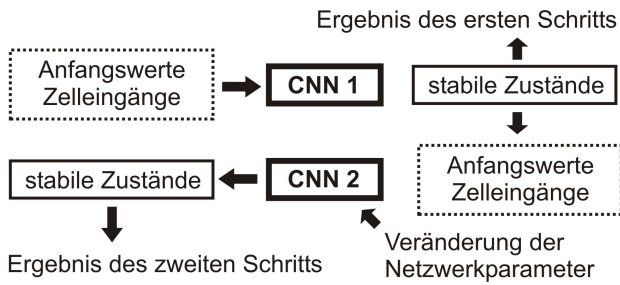 Ergebnis des ersten Schritts
Anfangswerte
Zelleingänge
CNN 1
stabile Zustände
Anfangswerte
Zelleingänge
stabile Zustände
CNN 2
Ergebnis des zweiten Schritts
Veränderung der
Netzwerkparameter